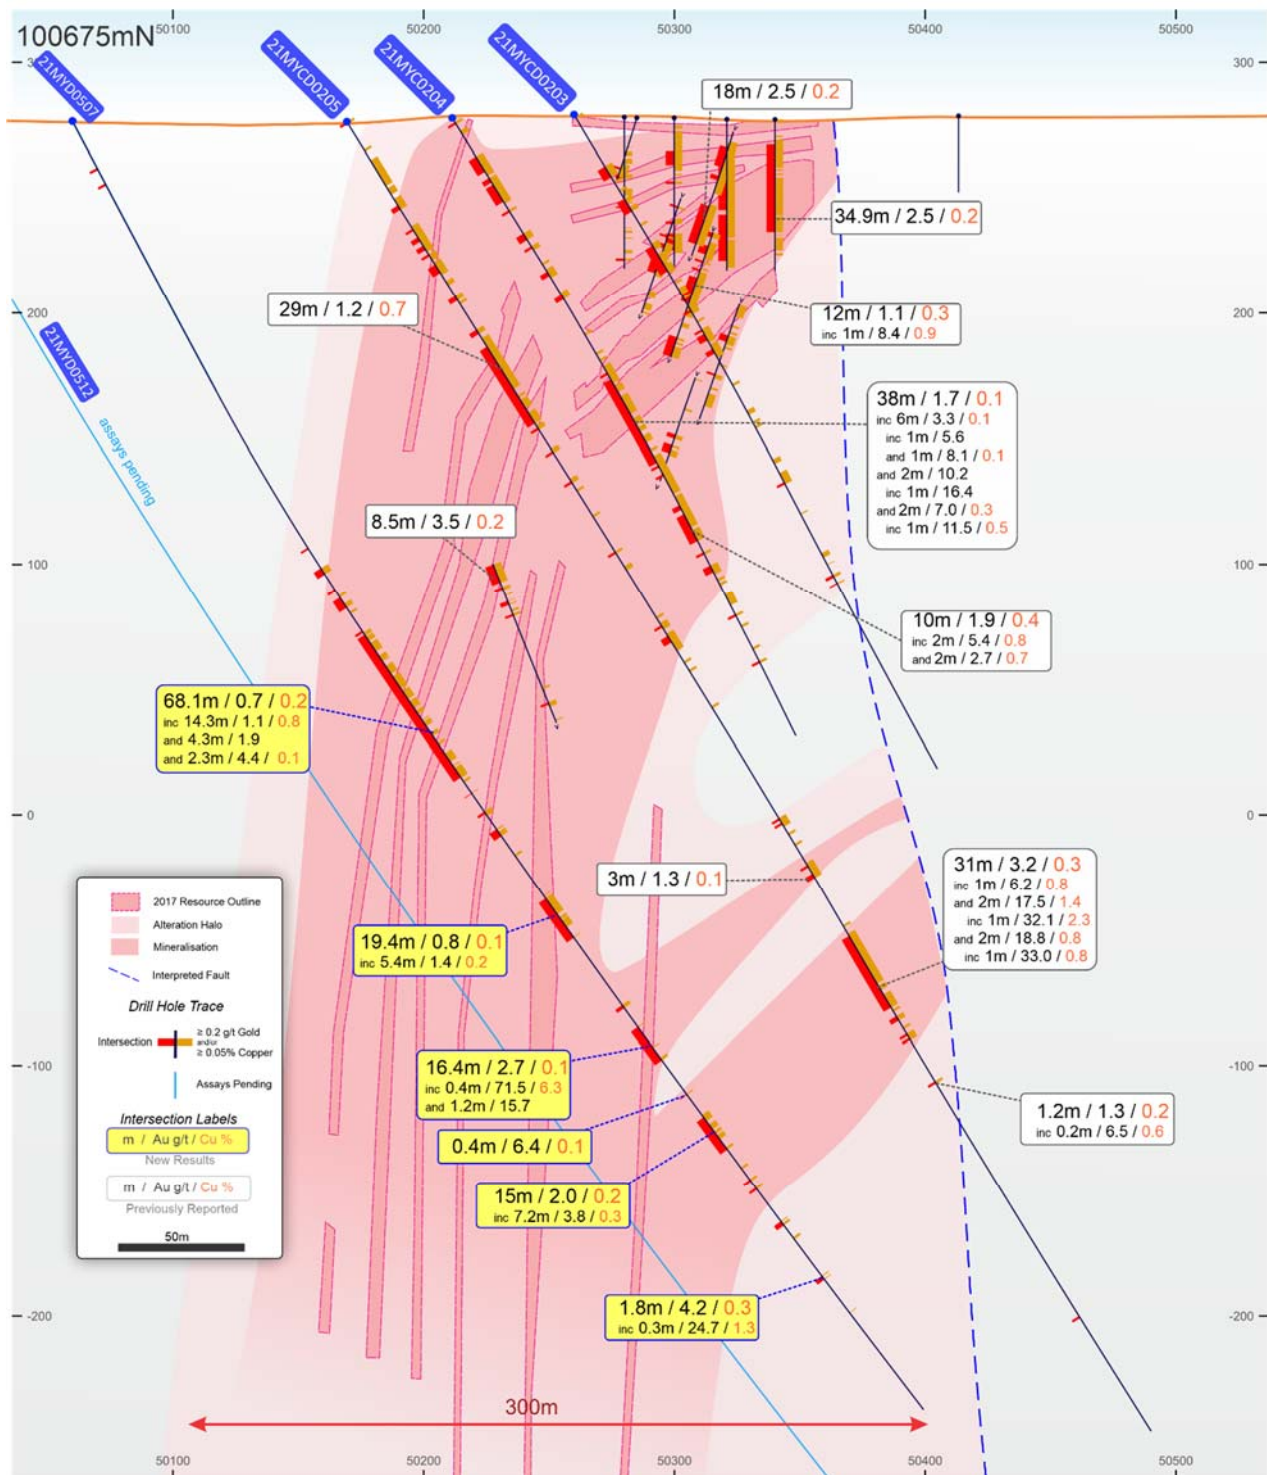 100675mN
50100
50200
50300
50400
50500
300
300
21MYD0507
21MYCD0205
21MYC0204
21MYCD0203
18m / 2.5 / 0.2
34.9m / 2.5 / 0.2
200
200
29m / 1.2 / 0.7
12m / 1.1 / 0.3
inc 1m / 8.4 / 0.9
21MYD0512
assays pending
38m / 1.7 / 0.1
inc 6m / 3.3 / 0.1
inc 1m / 5.6
and 1m / 8.1 / 0.1
and 2m / 10.2
inc 1m / 16.4
and 2m / 7.0 / 0.3
inc 1m / 11.5 / 0.5
8.5m / 3.5 / 0.2
100
100
10m / 1.9 / 0.4
inc 2m / 5.4 / 0.8
and 2m / 2.7 / 0.7
68.1m / 0.7 / 0.2
inc 14.3m / 1.1 / 0.8
and 4.3m / 1.9
and 2.3m / 4.4 / 0.1
0
0
3m / 1.3 / 0.1
31m / 3.2 / 0.3
inc 1m / 6.2 / 0.8
and 2m / 17.5 / 1.4
inc 1m / 32.1 / 2.3
and 2m / 18.8 / 0.8
inc 1m / 33.0 / 0.8
19.4m / 0.8 / 0.1
inc 5.4m / 1.4 / 0.2
-100
-100
16.4m / 2.7 / 0.1
inc 0.4m / 71.5 / 6.3
and 1.2m / 15.7
1.2m / 1.3 / 0.2
inc 0.2m / 6.5 / 0.6
0.4m / 6.4 / 0.1
15m / 2.0 / 0.2
inc 7.2m / 3.8 / 0.3
-200
-200
1.8m / 4.2 / 0.3
inc 0.3m / 24.7 / 1.3
2017 Resource Outline
Alteration Halo
Mineralisation
Interpreted Fault
Drill Hole Trace
Intersection
≥ 0.2 g/t Gold
and/or
≥ 0.05% Copper
Assays Pending
Intersection Labels
m / Au g/t / Cu %
New Results
m / Au g/t / Cu %
Previously Reported
50m
300m
50100
50200
50300
50400
50500